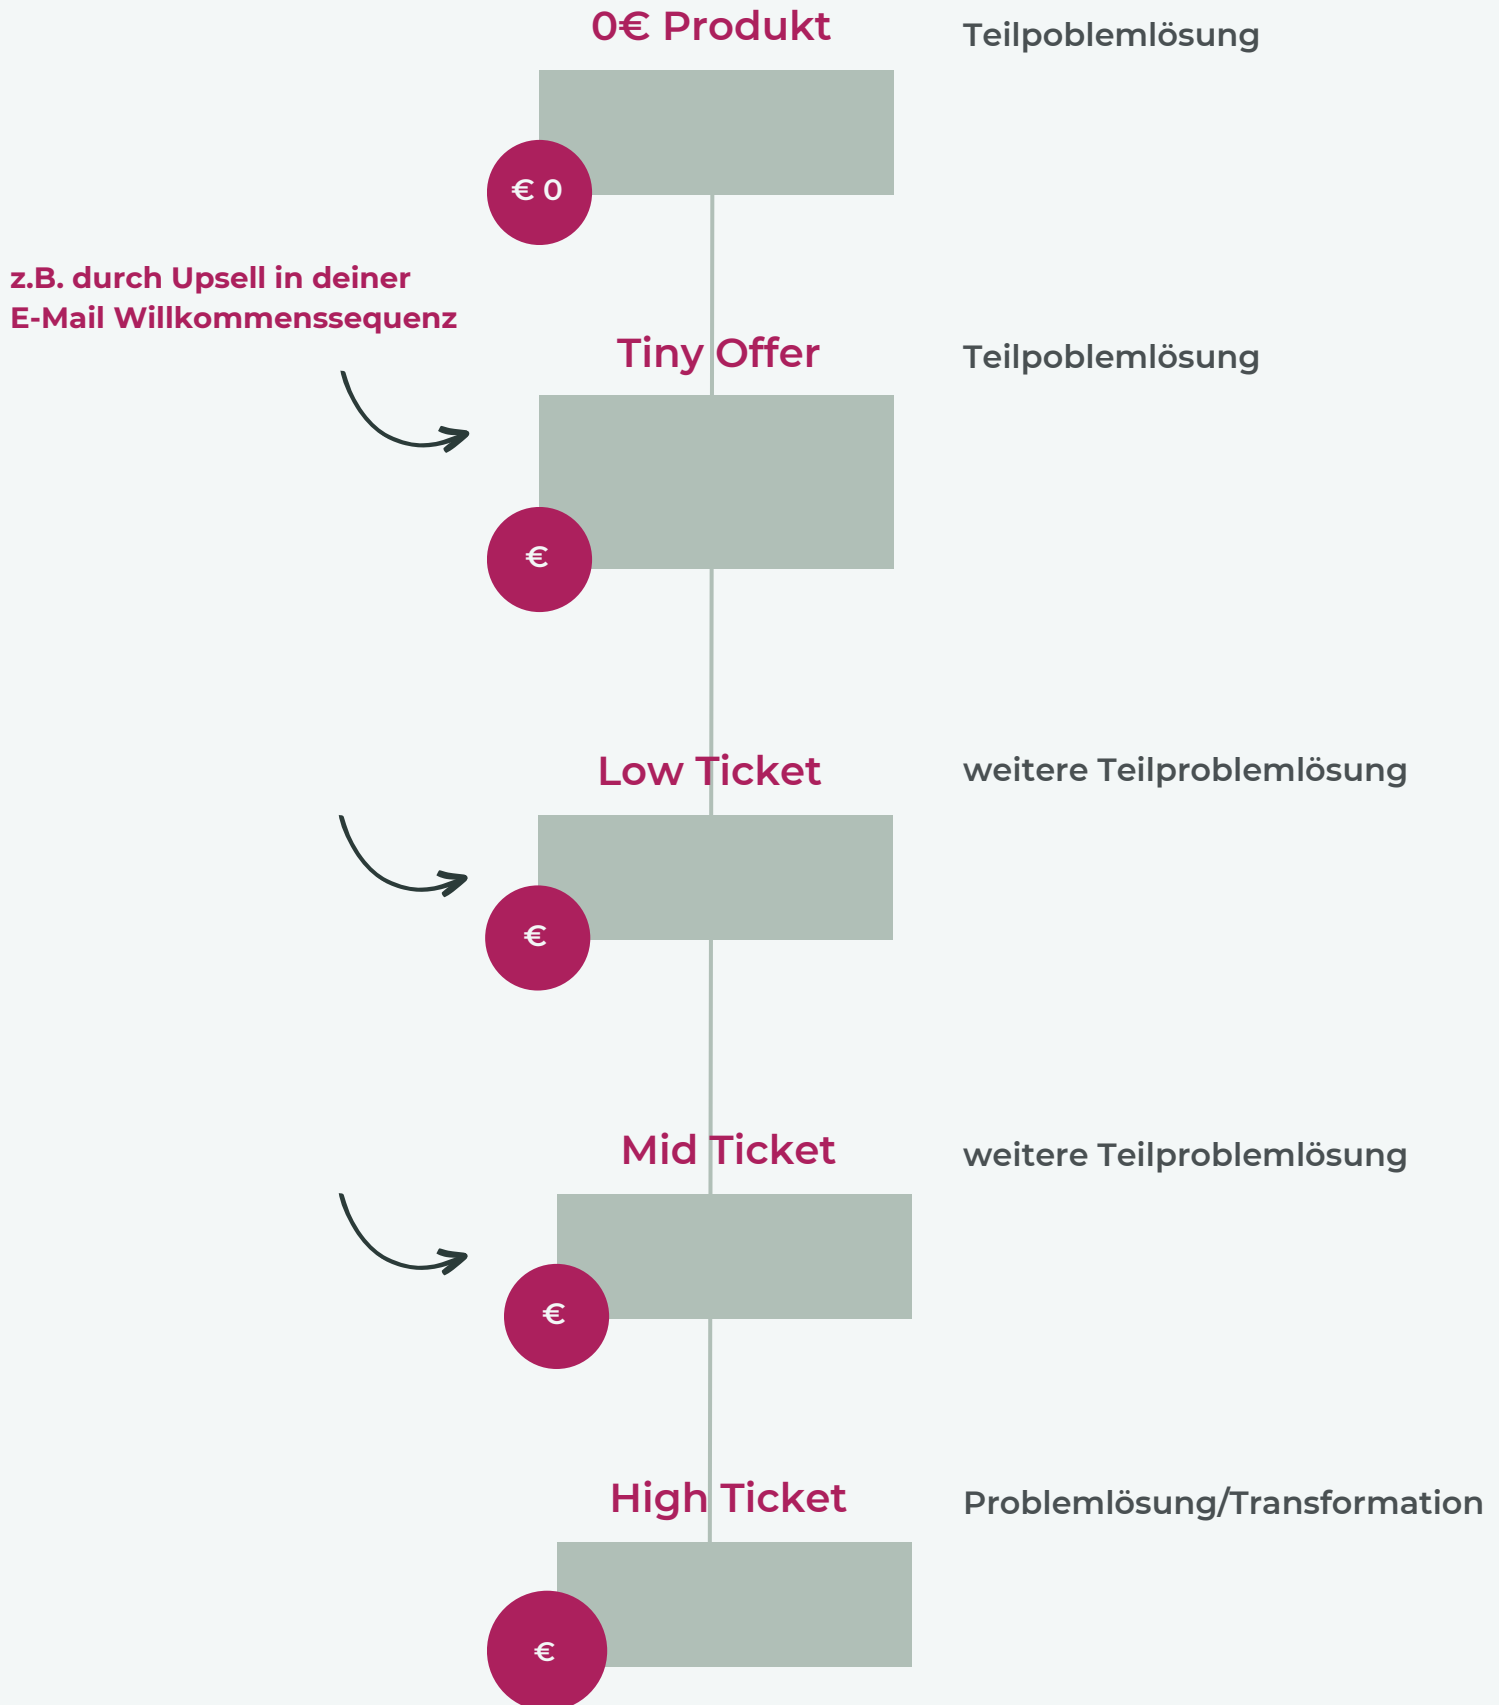 0€ Produkt
Teilpoblemlösung
€ 0
z.B. durch Upsell in deiner
E-Mail Willkommenssequenz
Tiny Offer
Teilpoblemlösung
€
Low Ticket
weitere Teilproblemlösung
€
Mid Ticket
weitere Teilproblemlösung
€
High Ticket
Problemlösung/Transformation
€